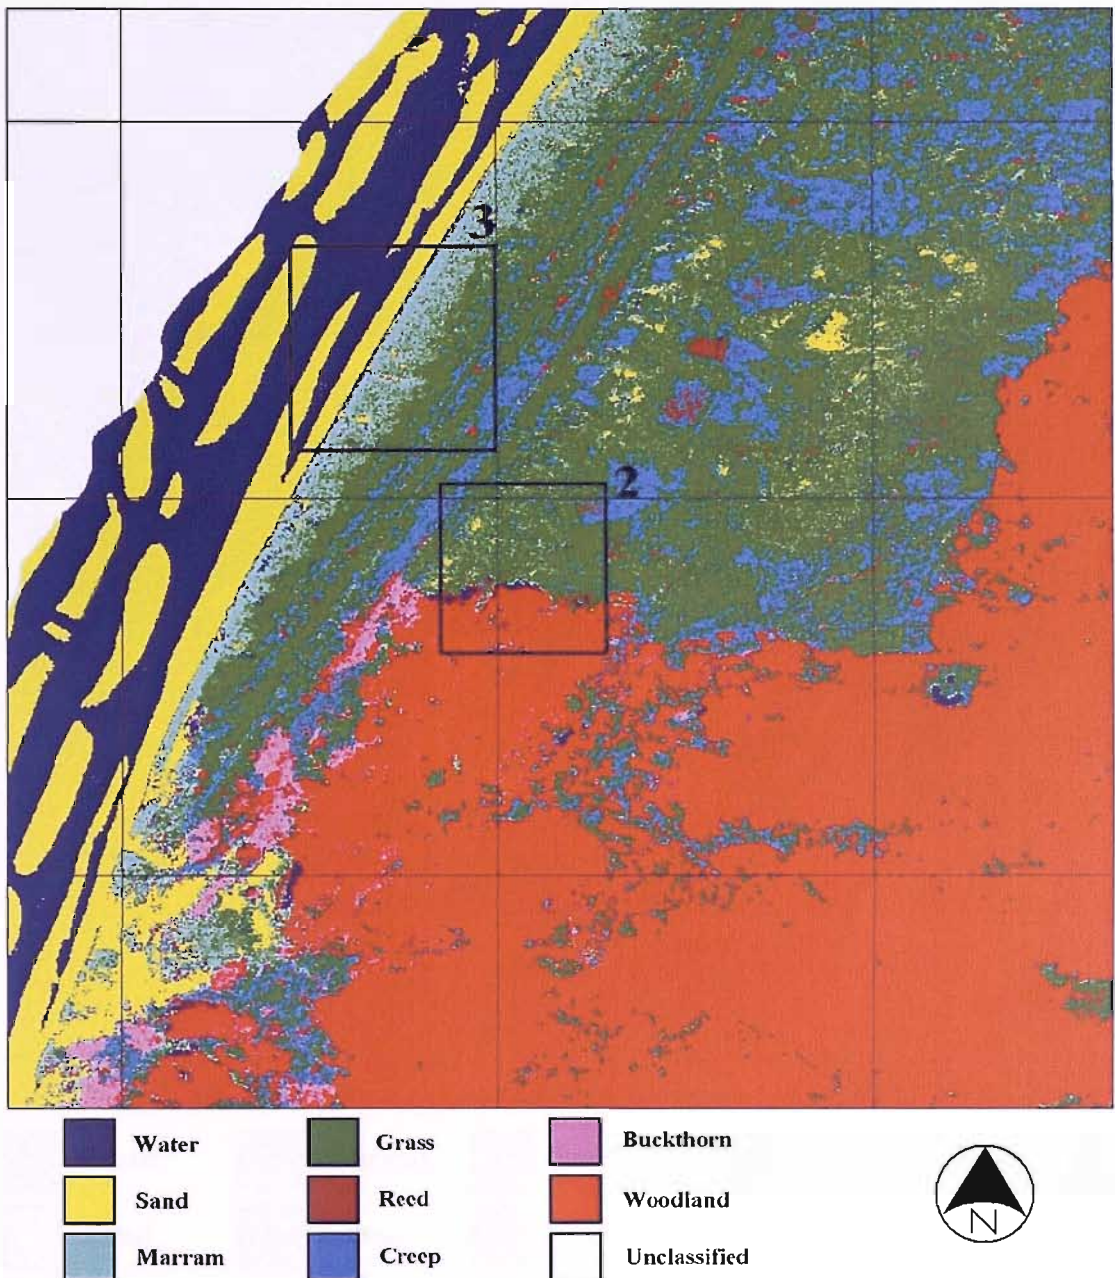 3
2
Water
Grass
Buckthorn
Sand
Reed
Woodland
Marram
Creep
Unclassified
N